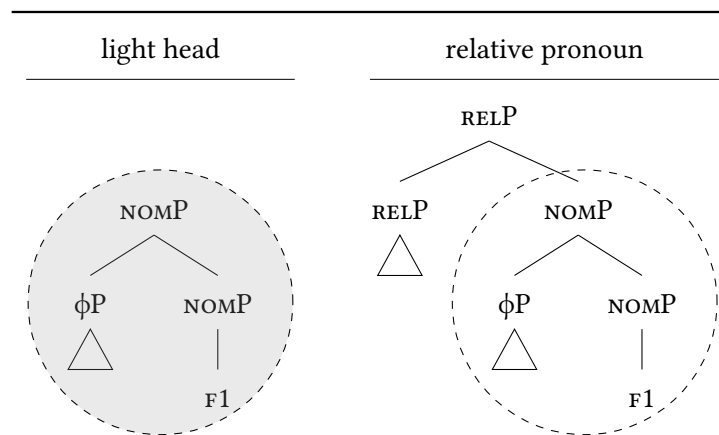 light head relative pronoun
RELP
NOMP RELP NOMP
ϕP NOMP ϕP NOMP
F1 F1